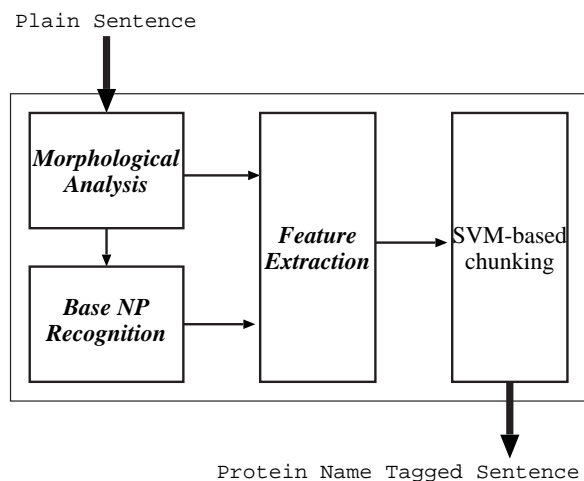 Plain Sentence
Morphological
Analysis
Base NP
Recognition
Feature
Extraction
SVM-based
chunking
Protein Name Tagged Sentence